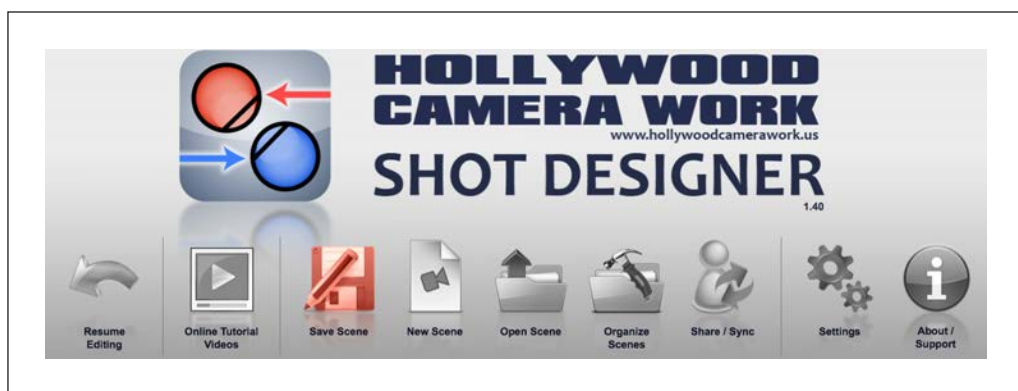 HOLLYWOOD
CAMERA WORK
www.hollywoodcamerawork.us
SHOT DESIGNER
1.40
Resume
Editing
Online Tutorial
Videos
Save Scene
New Scene
Open Scene
Organize
Scenes
Share / Sync
Settings
About /
Support